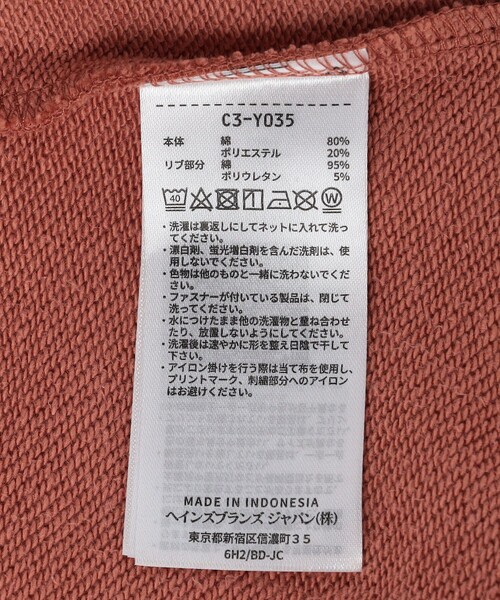 C3-Y035
本体 綿 80%
ポリエステル 20%
リブ部分 綿 95%
ポリウレタン 5%
40 W
・洗濯は裏返しにしてネットに入れて洗っ
てください。
・漂白剤、蛍光増白剤を含んだ洗剤は、使
用しないでください。
・色物は他のものと一緒に洗わないでくだ
さい。
・ファスナーが付いている製品は、閉じて
洗ってください。
・水につけたまま他の洗濯物と重ね合わせ
たり、放置しないようにしてください。
・洗濯後は速やかに形を整え日陰で干して
下さい。
・アイロン掛けを行う際は当て布を使用し、
プリントマーク、刺繍部分へのアイロン
はお避けください。
MADE IN INDONESIA
ヘインズブランズ ジャパン(株)
東京都新宿区信濃町35
6H2/BD-JC